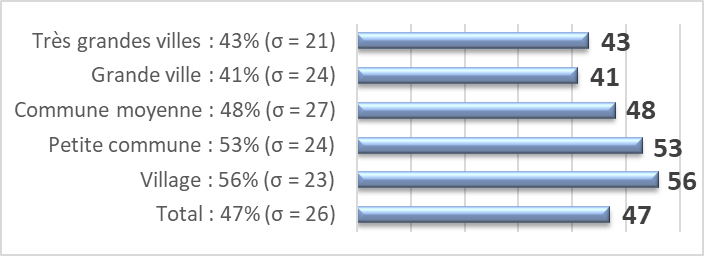 Très grandes villes : 43% (σ = 21) 43
Grande ville : 41% (σ = 24) 41
Commune moyenne : 48% (σ = 27) 48
Petite commune : 53% (σ = 24) 53
Village : 56% (σ = 23) 56
Total : 47% (σ = 26) 47